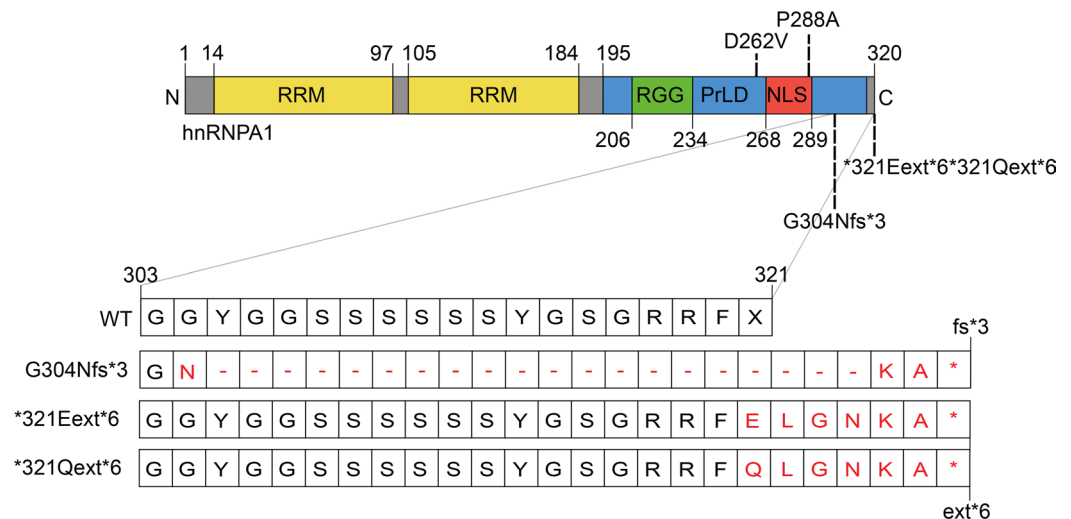 P288A
D262V
1 14 97 105 184 195 320
N RRM RRM RGG PrLD NLS C
hnRNPA1
206 234 268 289
*321Eext*6*321Qext*6
G304Nfs*3
303 321
WT G G Y G G S S S S S S Y G S G R R F X
fs*3
G304Nfs*3 G N - - - - - - - - - - - - - - - - - - - - K A *
*321Eext*6 G G Y G G S S S S S S Y G S G R R F E L G N K A *
*321Qext*6 G G Y G G S S S S S S Y G S G R R F Q L G N K A *
ext*6